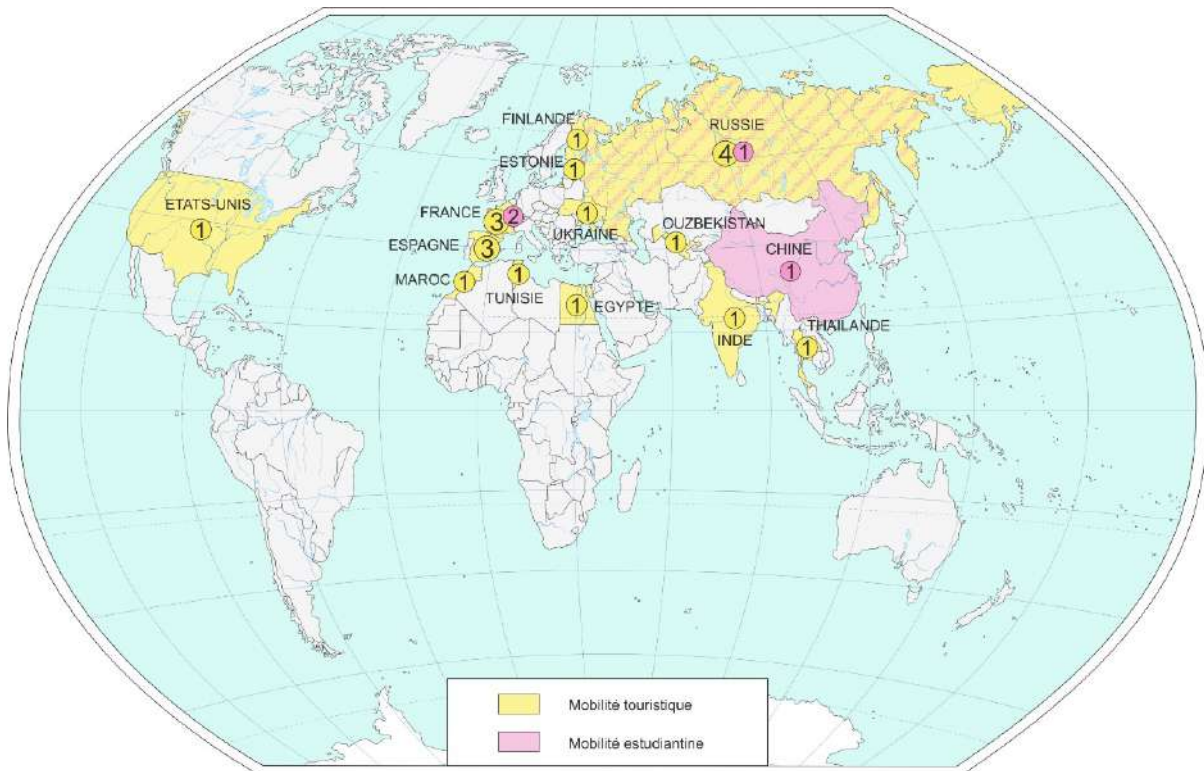 FINLANDE
1
RUSSIE
4 1
ESTONIE
1
ETATS-UNIS
1
FRANCE
3 2
UKRAINE
1
OUZBEKISTAN
1
ESPAGNE
3
CHINE
1
MAROC
1
TUNISIE
1
EGYPTE
1
INDE
1
THAILANDE
1
Mobilité touristique
Mobilité estudiantine